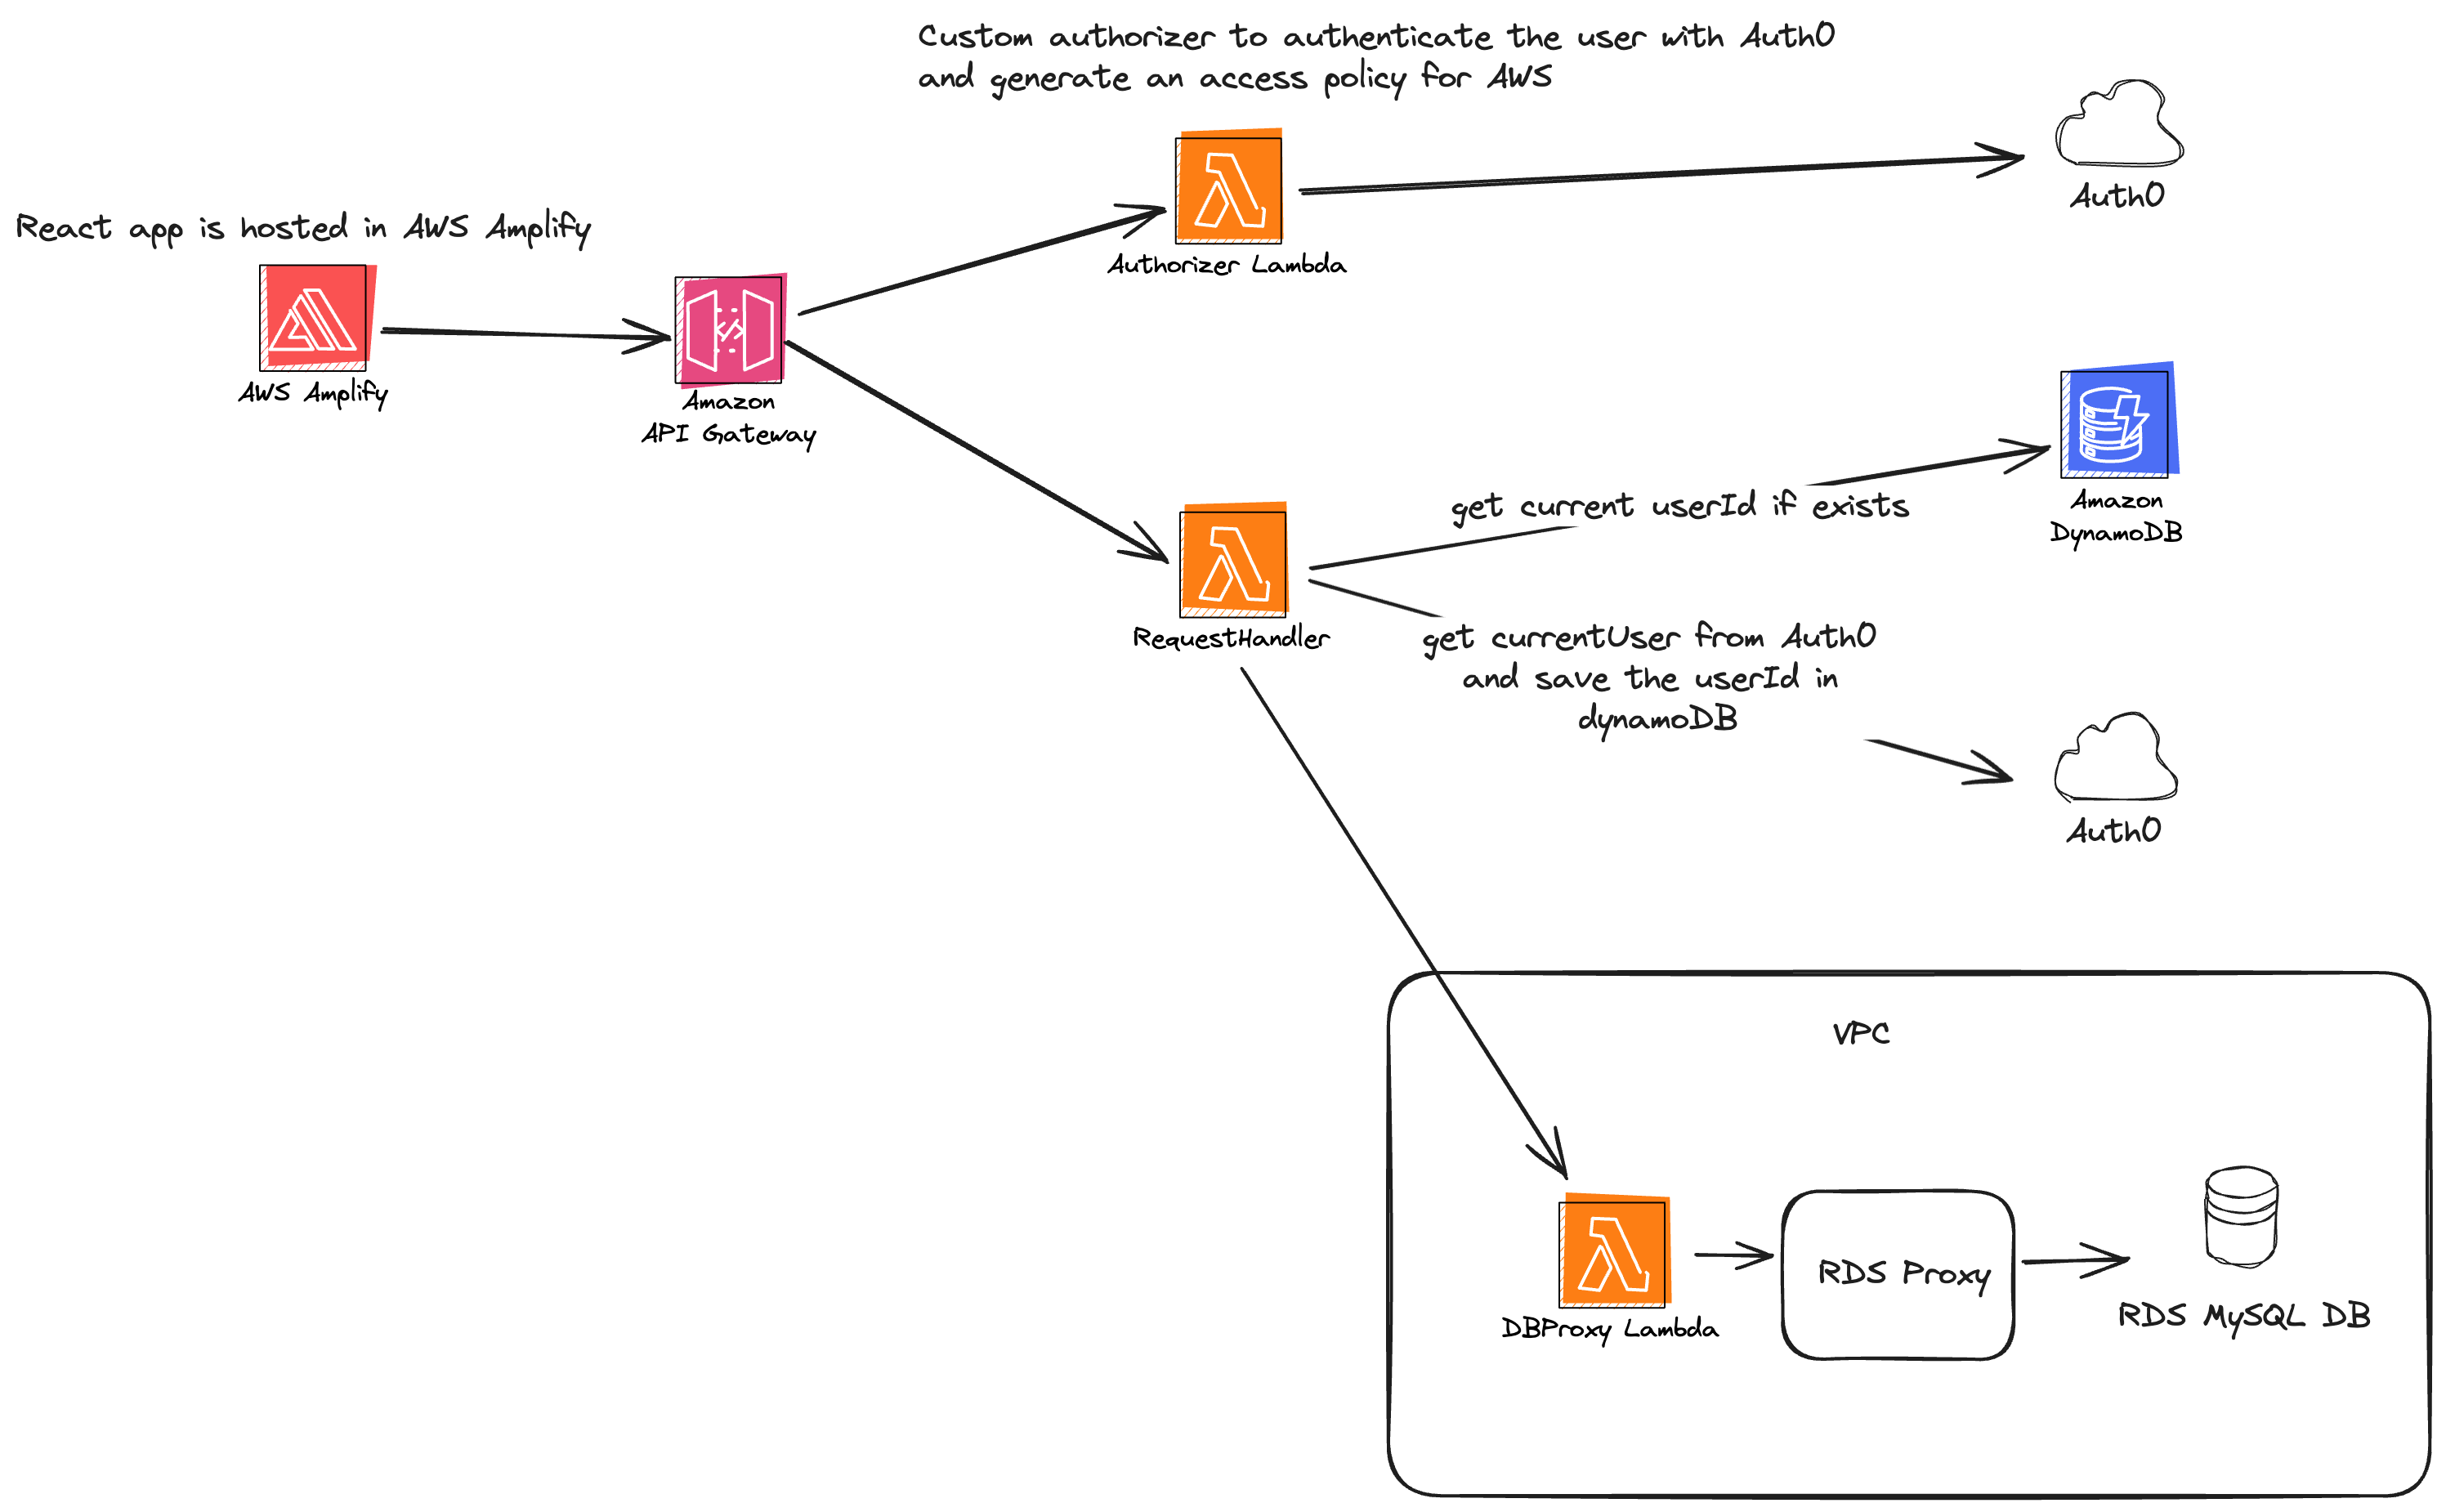 Custom authorizer to authenticate the user with Auth0
and generate an access policy for AWS
Auth0
React app is hosted in AWS Amplify
Authorizer Lambda
AWS Amplify
Amazon
API Gateway
get current userId if exists
Amazon
DynamoDB
RequestHandler
get currentUser from Auth0
and save the userId in
dynamoDB
Auth0
VPC
RDS Proxy
DBProxy Lambda
RDS MySQL DB